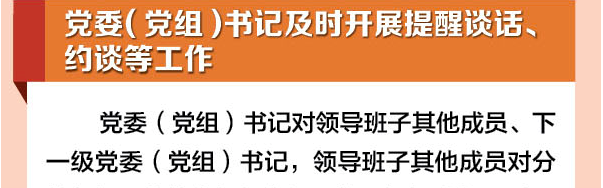 党委（党组）书记及时开展提醒谈话、
约谈等工作
党委（党组）书记对领导班子其他成员、下
一级党委（党组）书记，领导班子成员对分